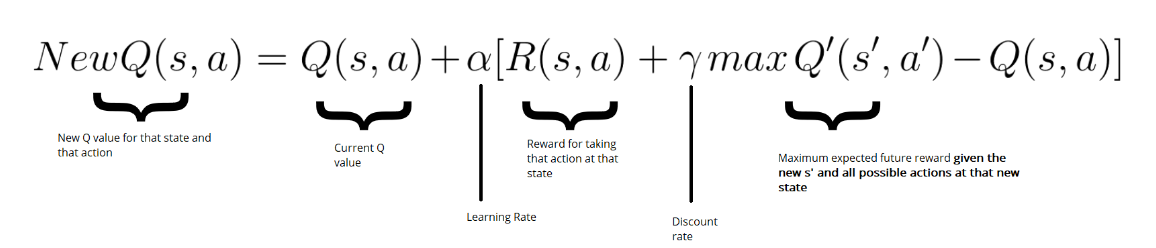 NewQ(s, a) = Q(s, a)+α[R(s, a) + γmaxQ′(s′, a′)−Q(s, a)]
New Q value for that state and
that action
Current Q
value
Learning Rate
Reward for taking
that action at that
state
Discount
rate
Maximum expected future reward given the
new s' and all possible actions at that new
state